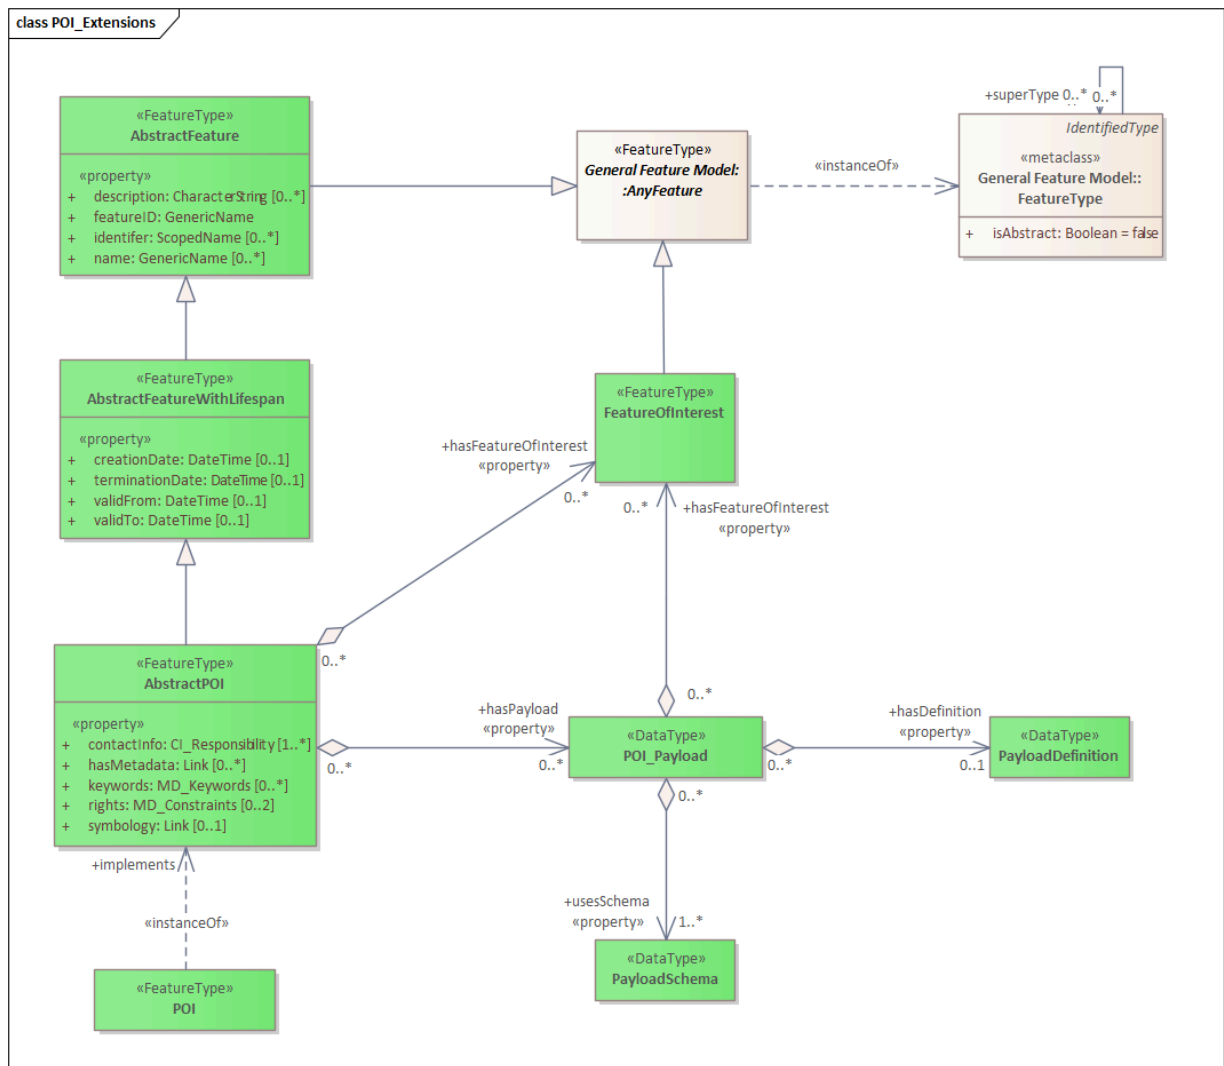 class POI_Extensions
«FeatureType»
AbstractFeature
«property»
+ description: CharacterString [0..*]
+ featureID: GenericName
+ identifer: ScopedName [0..*]
+ name: GenericName [0..*]
«FeatureType»
General Feature Model:
:AnyFeature
«instanceOf»
+superType 0..* 0..*
IdentifiedType
«metaclass»
General Feature Model::
FeatureType
+ isAbstract: Boolean = false
«FeatureType»
AbstractFeatureWithLifespan
«property»
+ creationDate: DateTime [0..1]
+ terminationDate: DateTime [0..1]
+ validFrom: DateTime [0..1]
+ validTo: DateTime [0..1]
«FeatureType»
FeatureOfInterest
+hasFeatureOfInterest
«property»
0..*
0..*
+hasFeatureOfInterest
«property»
«FeatureType»
AbstractPOI
«property»
+ contactInfo: CI_Responsibility [1..*]
+ hasMetadata: Link [0..*]
+ keywords: MD_Keywords [0..*]
+ rights: MD_Constraints [0..2]
+ symbology: Link [0..1]
0..*
0..*
+hasPayload
«property»
0..*
0..*
«DataType»
POI_Payload
+hasDefinition
«property»
0..*
0..1
«DataType»
PayloadDefinition
0..*
+usesSchema
«property»
1..*
«DataType»
PayloadSchema
+implements
«instanceOf»
«FeatureType»
POI